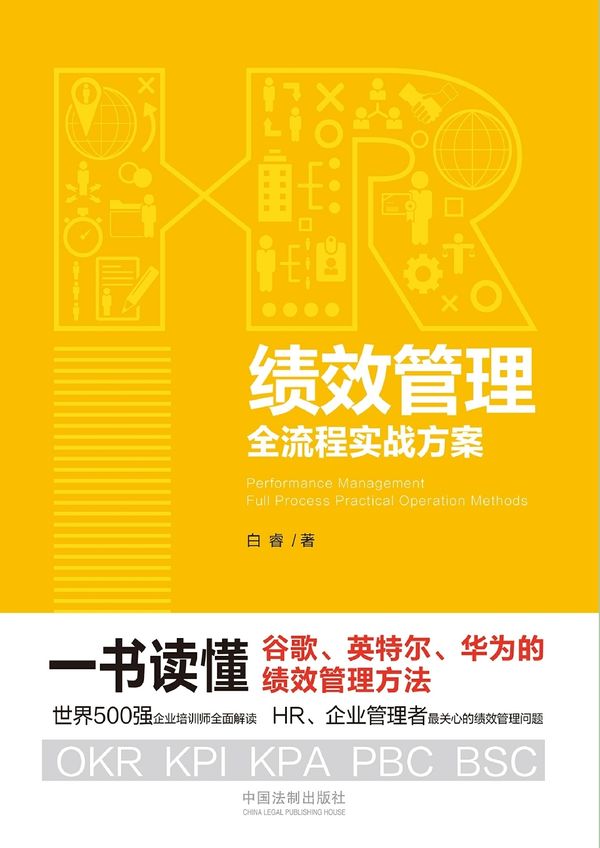 HR
绩效管理
全流程实战方案
Performance Management
Full Process Practical Operation Methods
白 睿 /著
一书读懂
谷歌、英特尔、华为的
绩效管理方法
世界500强企业培训师全面解读 HR、企业管理者最关心的绩效管理问题
OKR KPI KPA PBC BSC
中国法制出版社
CHINA LEGAL PUBLISHING HOUSE